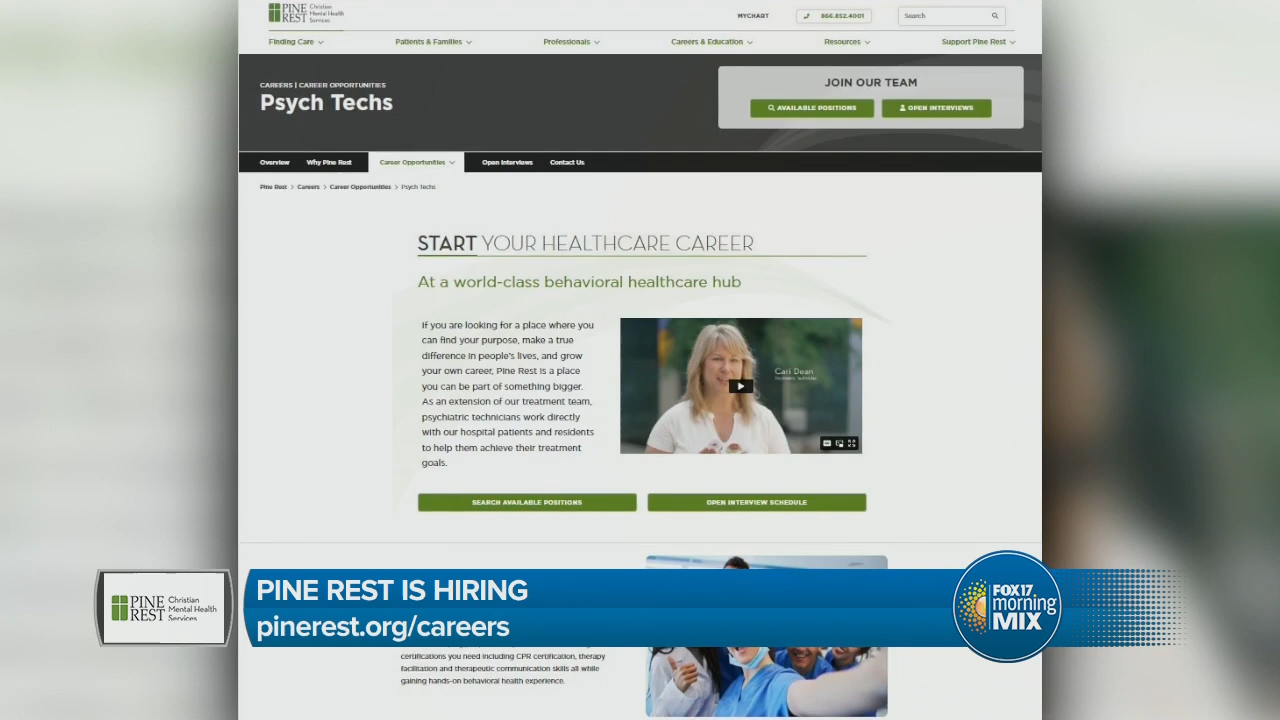 PINE REST Christian Mental Health Services
MYCHART
866.852.4001
Search
Finding Care
Patients & Families
Professionals
Careers & Education
Resources
Support Pine Rest
CAREERS | CAREER OPPORTUNITIES
Psych Techs
JOIN OUR TEAM
AVAILABLE POSITIONS
OPEN INTERVIEWS
Overview
Why Pine Rest
Career Opportunities
Open Interviews
Contact Us
Pine Rest > Careers > Career Opportunities > Psych Techs
START YOUR HEALTHCARE CAREER
At a world-class behavioral healthcare hub
If you are looking for a place where you
can find your purpose, make a true
difference in people's lives, and grow
your own career, Pine Rest is a place
you can be part of something bigger.
As an extension of our treatment team,
psychiatric technicians work directly
with our hospital patients and residents
to help them achieve their treatment
goals.
Cari Dean
SEARCH AVAILABLE POSITIONS
OPEN INTERVIEW SCHEDULE
PINE REST Christian Mental Health Services
PINE REST IS HIRING
pinerest.org/careers
FOX17
morning
MIX
certifications you need including CPR certification, therapy
facilitation and therapeutic communication skills all while
gaining hands-on behavioral health experience.